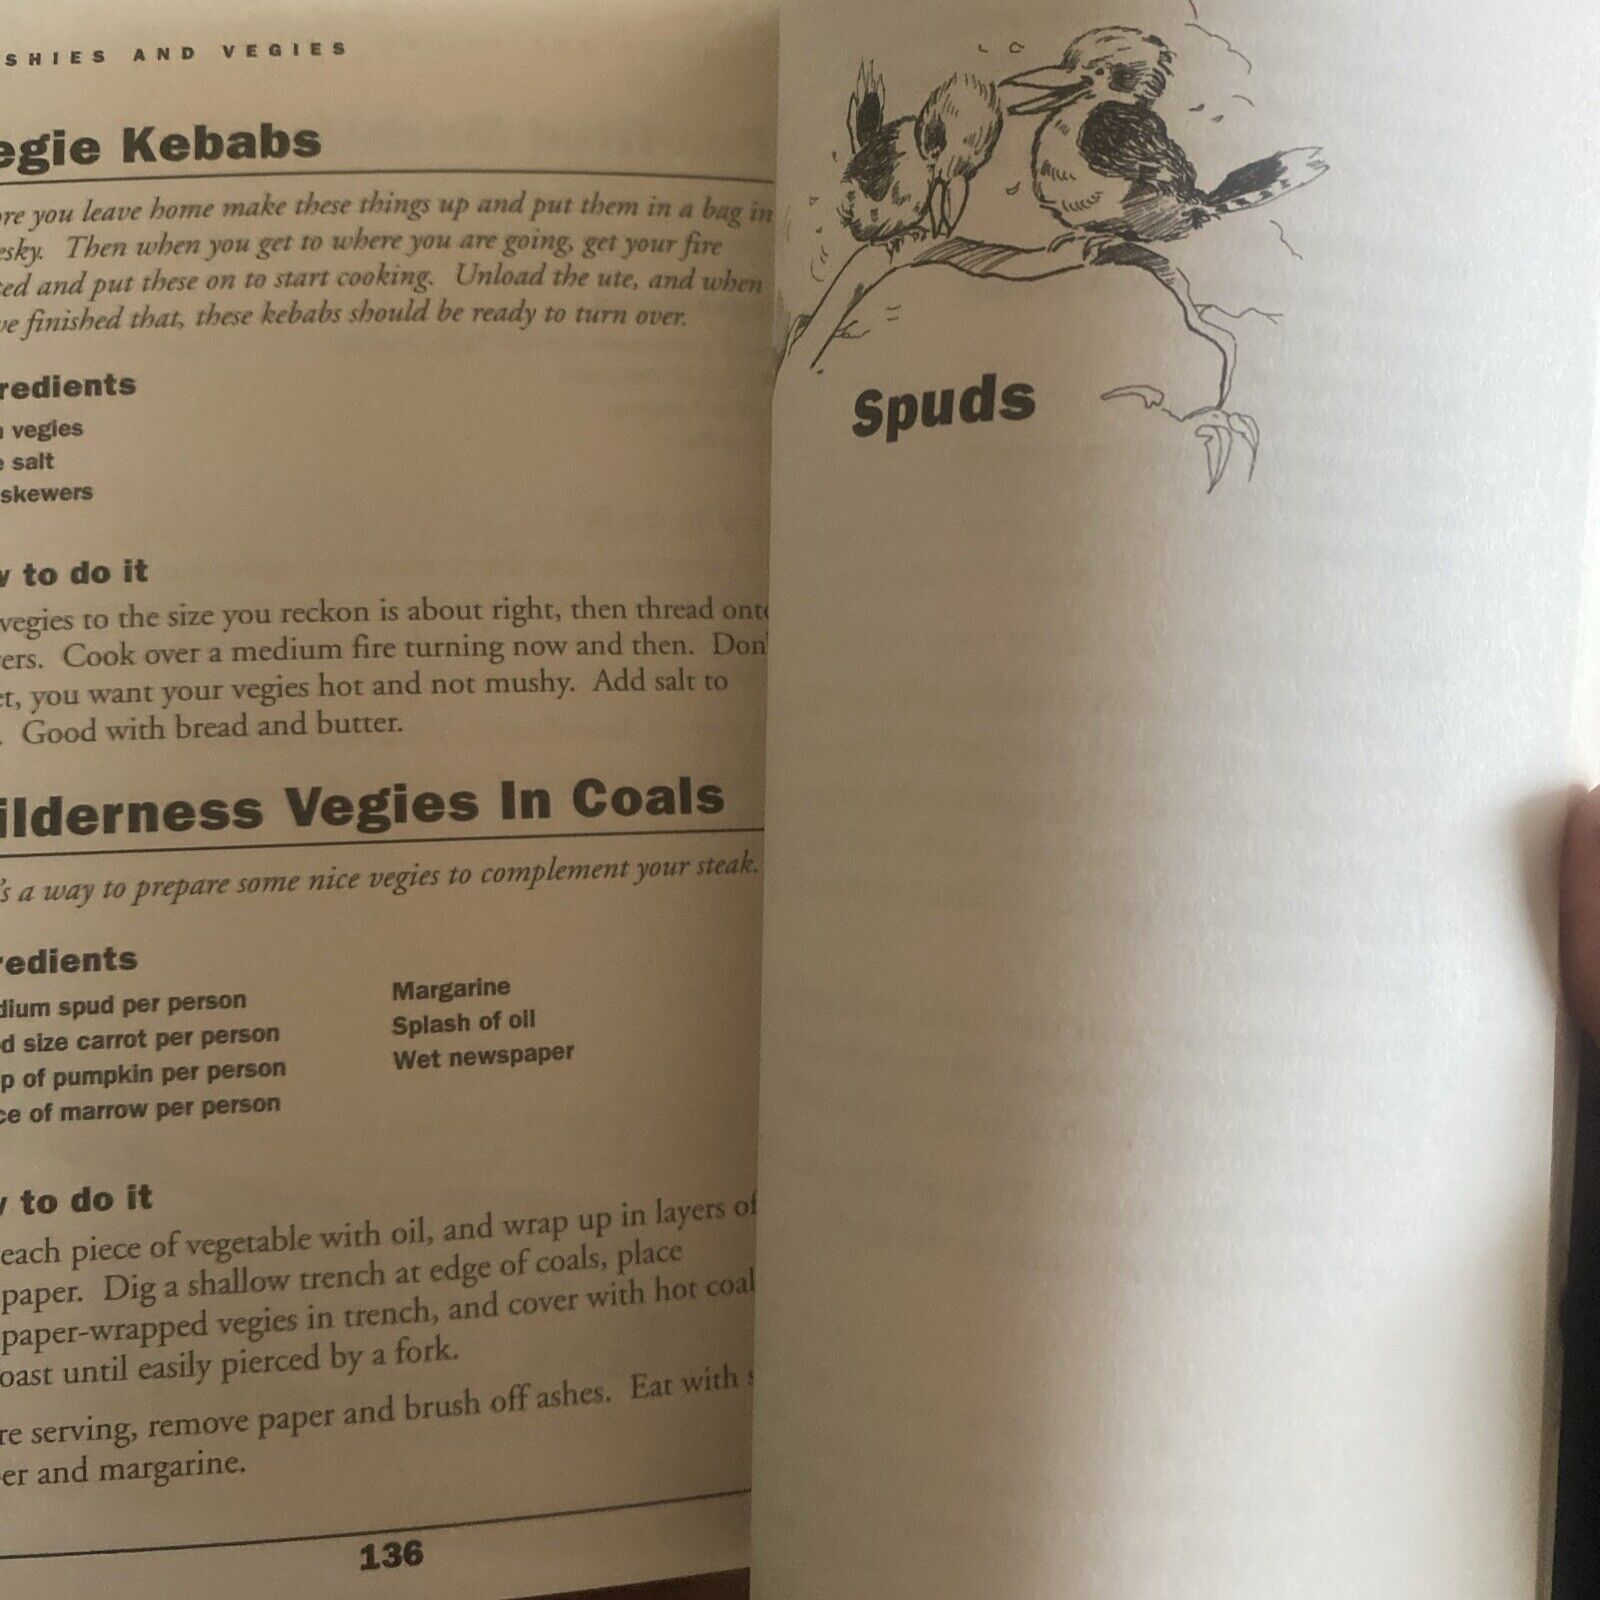 SHIES AND VEGIES
egie Kebabs
ore you leave home make these things up and put them in a bag in
esky. Then when you get to where you are going, get your fire
ted and put these on to start cooking. Unload the ute, and when
ve finished that, these kebabs should be ready to turn over.
redients
vegies
salt
skewers
w to do it
vegies to the size you reckon is about right, then thread onto
ers. Cook over a medium fire turning now and then. Don'
et, you want your vegies hot and not mushy. Add salt to
. Good with bread and butter.
ilderness Vegies In Coals
's a way to prepare some nice vegies to complement your steak.
redients
dium spud per person
d size carrot per person
p of pumpkin per person
ce of marrow per person
Margarine
Splash of oil
Wet newspaper
w to do it
each piece of vegetable with oil, and wrap up in layers of
paper. Dig a shallow trench at edge of coals, place
paper-wrapped vegies in trench, and cover with hot coal
oast until easily pierced by a fork.
re serving, remove paper and brush off ashes. Eat with s
er and margarine.
136
Spuds